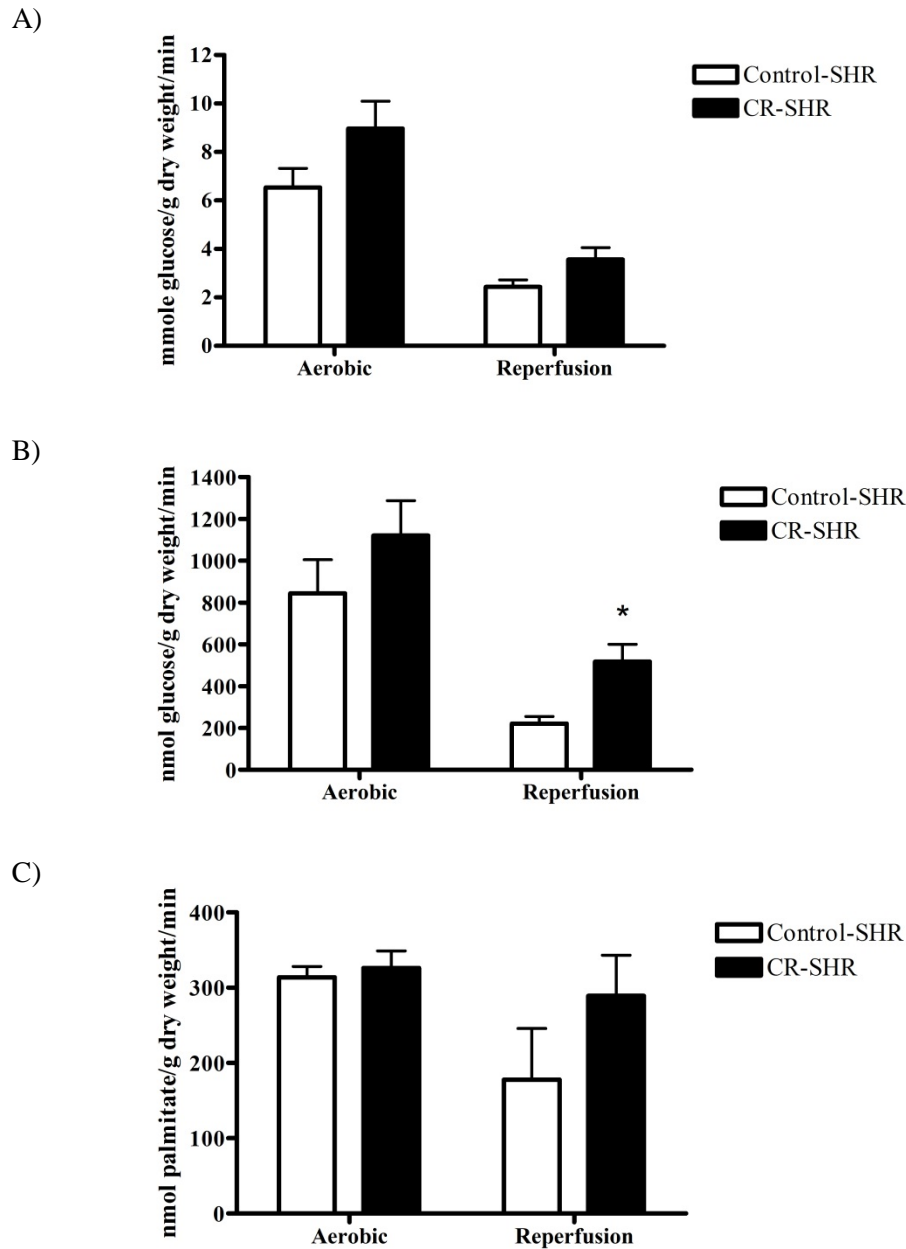 A)
mmole glucose/g dry weight/min
12
10
8
6
4
2
0
Aerobic
Reperfusion
Control-SHR
CR-SHR
B)
nmol glucose/g dry weight/min
1400
1200
1000
800
600
400
200
0
*
Aerobic
Reperfusion
Control-SHR
CR-SHR
C)
nmol palmitate/g dry weight/min
400
300
200
100
0
Aerobic
Reperfusion
Control-SHR
CR-SHR